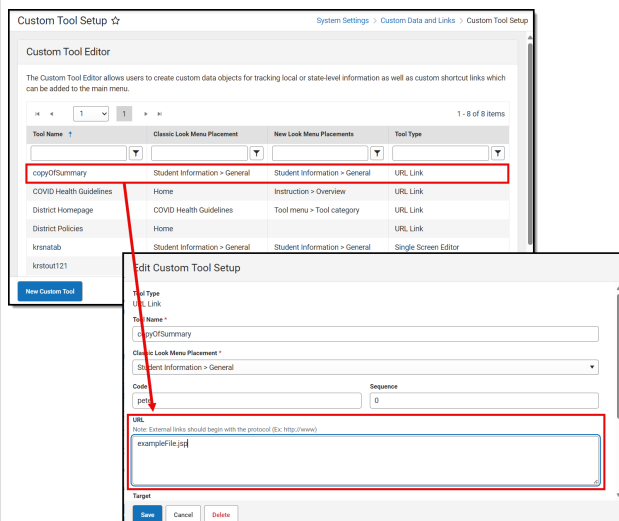 Custom Tool Setup
System Settings > Custom Data and Links > Custom Tool Setup
Custom Tool Editor
The Custom Tool Editor allows users to create custom data objects for tracking local or state-level information as well as custom shortcut links which
can be added to the main menu.
1 1 1 - 8 of 8 items
Tool Name ↑ Classic Look Menu Placement New Look Menu Placements Tool Type
copyOfSummary Student Information > General Student Information > General URL Link
COVID Health Guidelines Home Instruction > Overview URL Link
District Homepage COVID Health Guidelines Tool menu > Tool category URL Link
District Policies Home URL Link
krsnatab Student Information > General Student Information > General Single Screen Editor
krstout121
New Custom Tool
Edit Custom Tool Setup
Tool Type
URL Link
Tool Name *
copyOfSummary
Classic Look Menu Placement *
Student Information > General
Code Sequence
0
URL
Note: External links should begin with the protocol (Ex: http://www)
exampleFile.jsp
Target
Save Cancel Delete